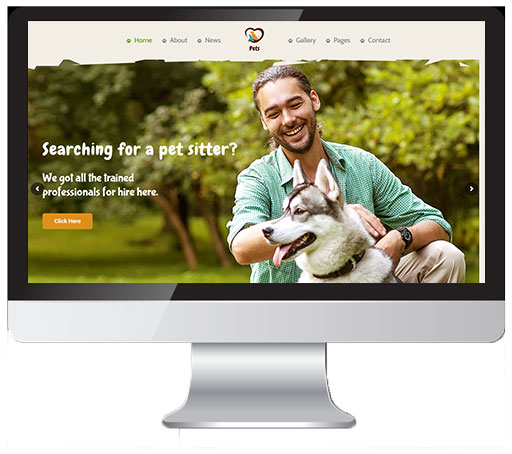 Home About News Pets Gallery Pages Contact
Searching for a pet sitter?
We got all the trained
professionals for hire here.
Click Here